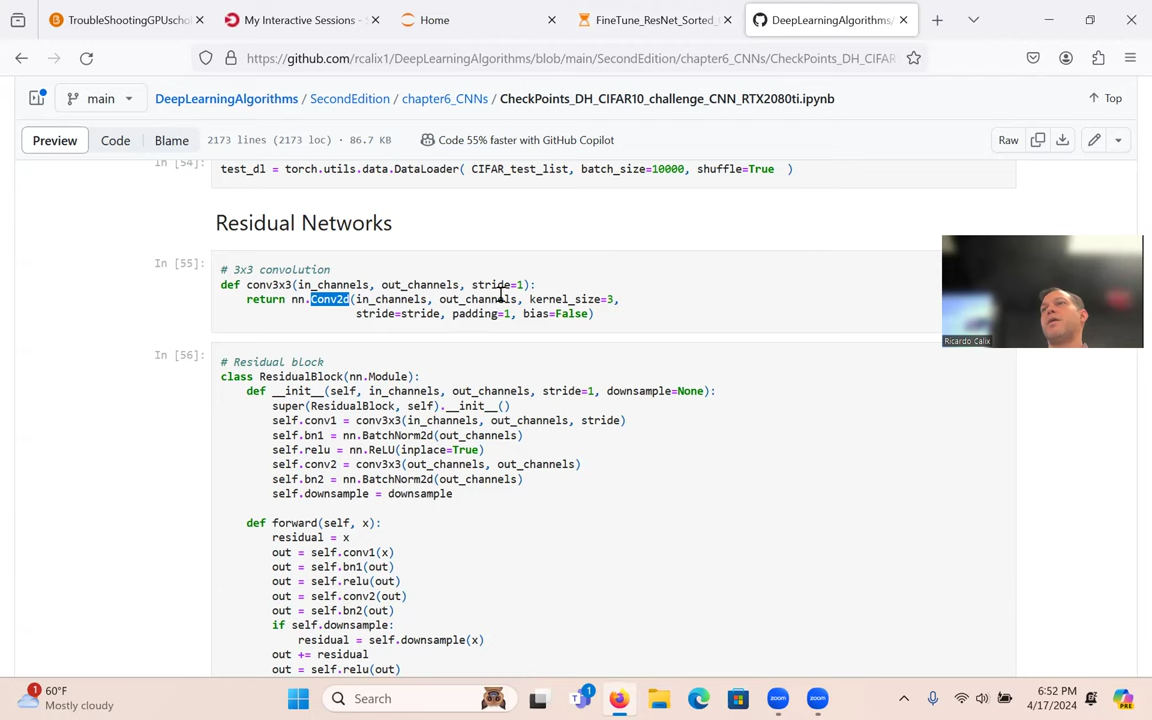 TroubleShootingGPUschol
My Interactive Sessions -
Home
FineTune_ResNet_Sorted_
DeepLearningAlgorithms/
https://github.com/rcalix1/DeepLearningAlgorithms/blob/main/SecondEdition/chapter6_CNNs/CheckPoints_DH_CIFAR
main
DeepLearningAlgorithms / SecondEdition / chapter6_CNNs / CheckPoints_DH_CIFAR10_challenge_CNN_RTX2080ti.ipynb
Top
Preview
Code
Blame
2173 lines (2173 loc) · 86.7 KB
Code 55% faster with GitHub Copilot
Raw
In [54]:
test_dl = torch.utils.data.DataLoader( CIFAR_test_list, batch_size=10000, shuffle=True )
Residual Networks
In [55]:
# 3x3 convolution
def conv3x3(in_channels, out_channels, stride=1):
return nn.Conv2d(in_channels, out_channels, kernel_size=3,
stride=stride, padding=1, bias=False)
Ricardo Calix
In [56]:
# Residual block
class ResidualBlock(nn.Module):
def __init__(self, in_channels, out_channels, stride=1, downsample=None):
super(ResidualBlock, self).__init__()
self.conv1 = conv3x3(in_channels, out_channels, stride)
self.bn1 = nn.BatchNorm2d(out_channels)
self.relu = nn.ReLU(inplace=True)
self.conv2 = conv3x3(out_channels, out_channels)
self.bn2 = nn.BatchNorm2d(out_channels)
self.downsample = downsample
def forward(self, x):
residual = x
out = self.conv1(x)
out = self.bn1(out)
out = self.relu(out)
out = self.conv2(out)
out = self.bn2(out)
if self.downsample:
residual = self.downsample(x)
out += residual
out = self.relu(out)
1
60°F
Mostly cloudy
Search
1
zoom
zoom
6:52 PM
4/17/2024
PRE